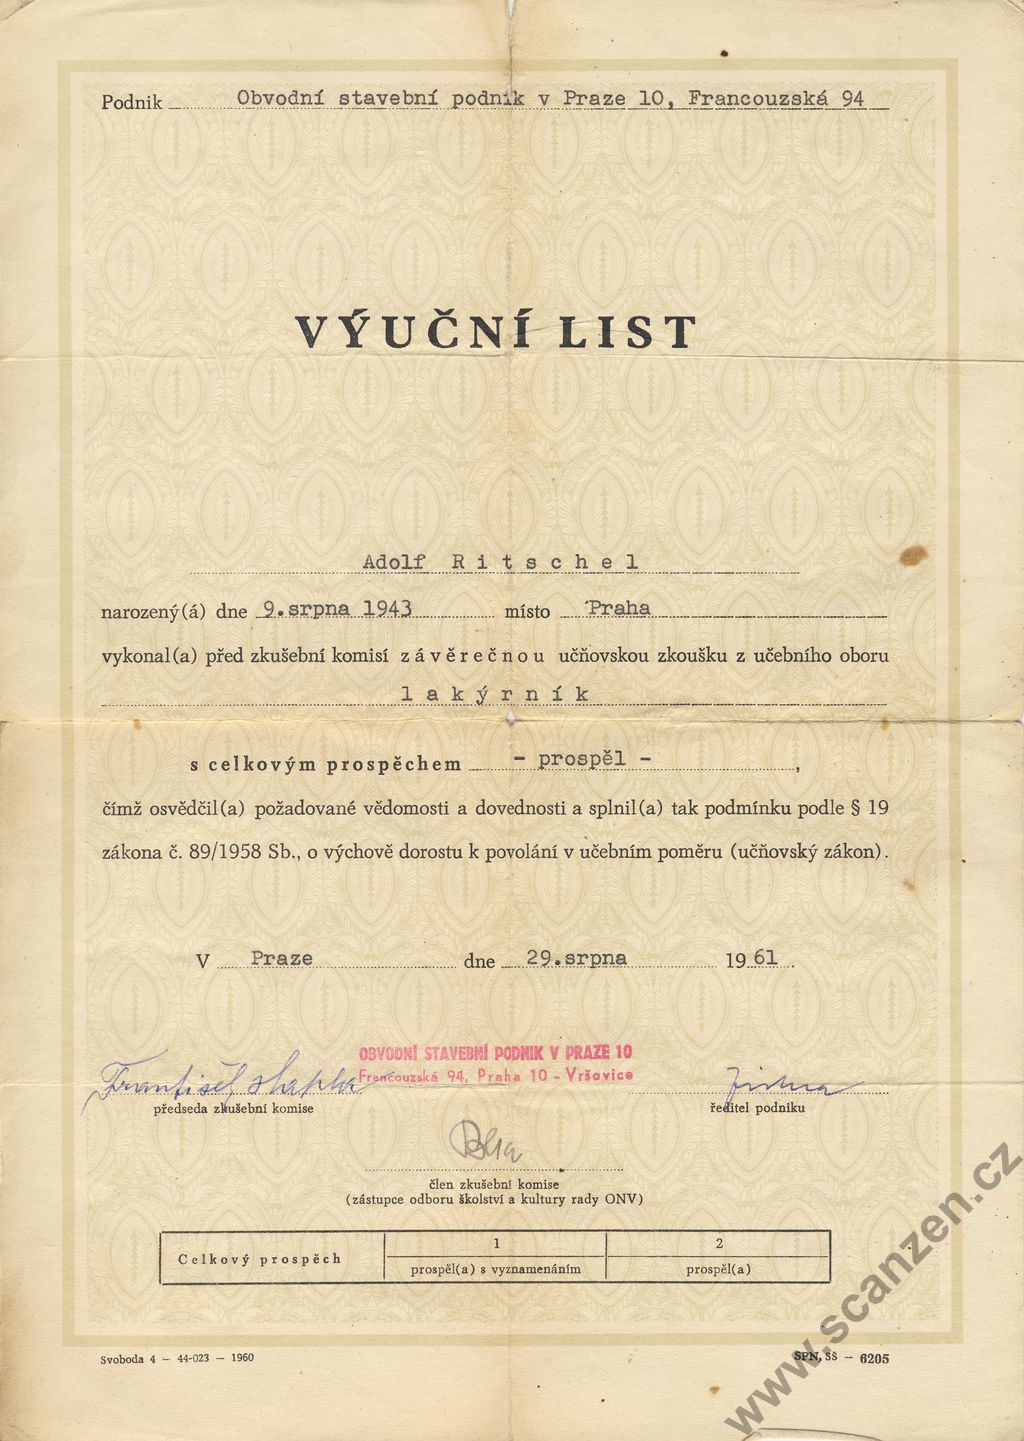 Podnik Obvodní stavební podnik v Praze 10, Francouzská 94
VÝUČNÍ LIST
Adolf Ritschel
narozený(á) dne 9.srpna 1943 místo Praha
vykonal(a) před zkušební komisí závěrečnou učňovskou zkoušku z učebního oboru
lakýrník
s celkovým prospěchem - prospěl -,
čímž osvědčil(a) požadované vědomosti a dovednosti a splnil(a) tak podmínku podle § 19
zákona č. 89/1958 Sb., o výchově dorostu k povolání v učebním poměru (učňovský zákon).
V Praze dne 29.srpna 1961.
OBVODNÍ STAVEBNÍ PODNIK V PRAZE 10
Francouzská 94, Praha 10 - Vršovice
František
předseda zkušební komise
ředitel podniku
člen zkušební komise
(zástupce odboru školství a kultury rady ONV)
Celkový prospěch
1
2
prospěl(a) s vyznamenáním
prospěl(a)
Svoboda 4 — 44-023 — 1960
SPN, SŠ — 6205
www.scanzen.cz